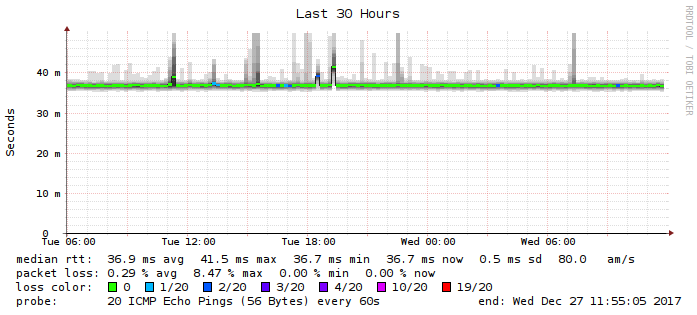 Last 30 Hours
RRDTOOL / TOBI OETIKER
Seconds
40 m
30 m
20 m
10 m
0
Tue 06:00 Tue 12:00 Tue 18:00 Wed 00:00 Wed 06:00
median rtt: 36.9 ms avg 41.5 ms max 36.7 ms min 36.7 ms now 0.5 ms sd 80.0 am/s
packet loss: 0.29 % avg 8.47 % max 0.00 % min 0.00 % now
loss color: 0 1/20 2/20 3/20 4/20 10/20 19/20
probe: 20 ICMP Echo Pings (56 Bytes) every 60s end: Wed Dec 27 11:55:05 2017